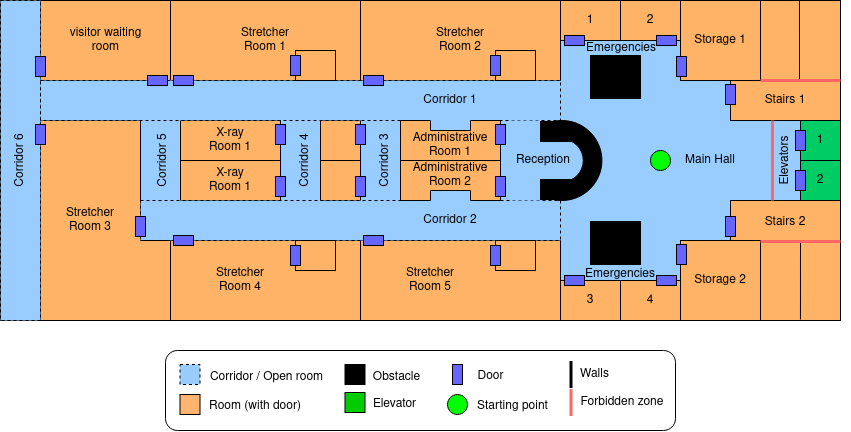 1
2
visitor waiting
room
Stretcher
Room 1
Stretcher
Room 2
Emergencies
Storage 1
Corridor 1
Stairs 1
Corridor 6
Corridor 5
X-ray
Room 1
X-ray
Room 1
Corridor 4
Corridor 3
Administrative
Room 1
Administrative
Room 2
Reception
Main Hall
Elevators
1
2
Stretcher
Room 3
Corridor 2
Stairs 2
Stretcher
Room 4
Stretcher
Room 5
Emergencies
3
4
Storage 2
Corridor / Open room
Obstacle
Door
Walls
Room (with door)
Elevator
Starting point
Forbidden zone